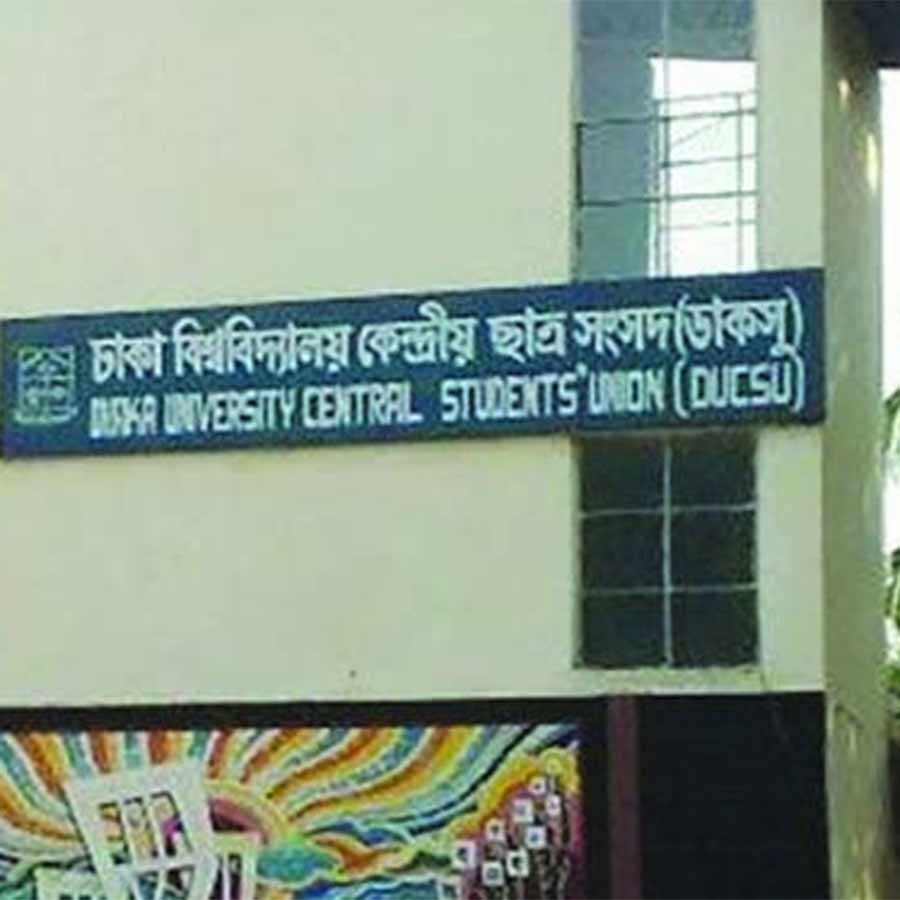 ঢাকা বিশ্ববিদ্যালয় কেন্দ্রীয় ছাত্র সংসদ (ডাকসু)
DHAKA UNIVERSITY CENTRAL STUDENTS' UNION (DUCSU)